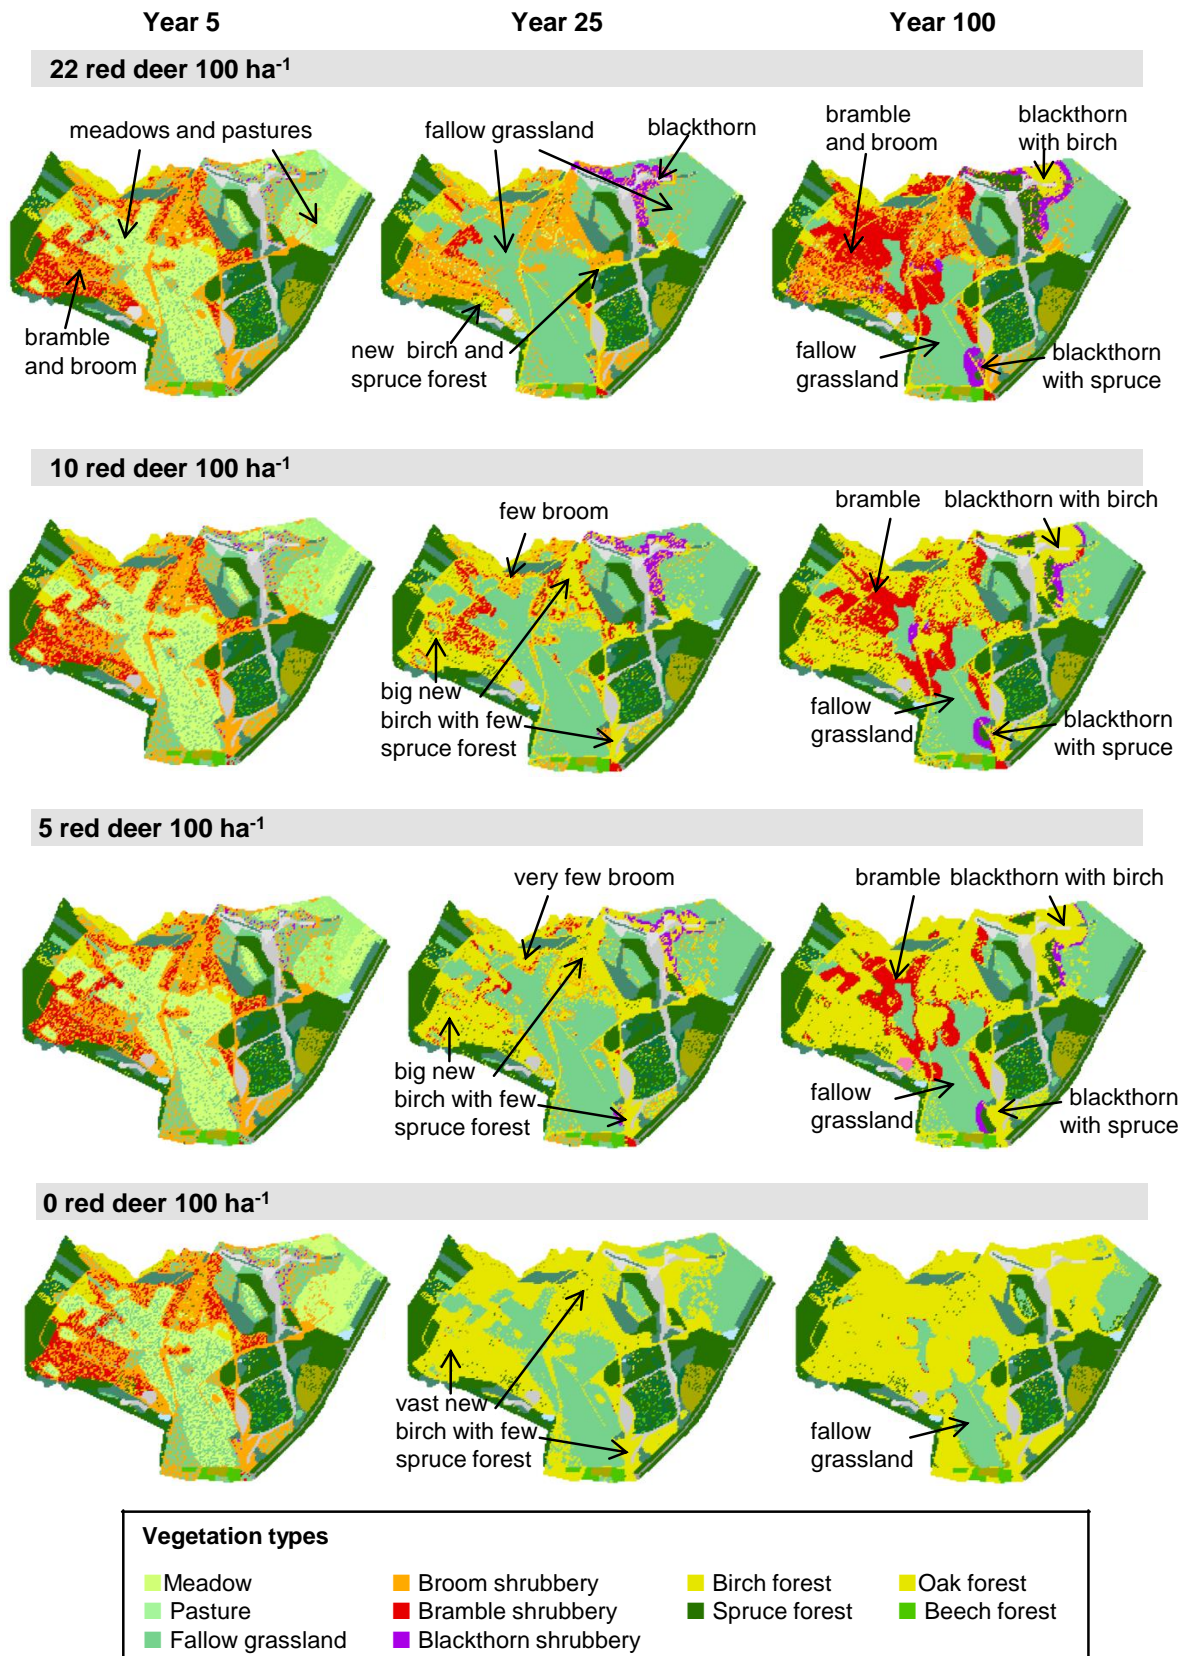 Year 5 Year 25 Year 100
22 red deer 100 ha⁻¹
meadows and pastures
fallow grassland
blackthorn
bramble
and broom
blackthorn
with birch
bramble
and broom
new birch and
spruce forest
fallow
grassland
blackthorn
with spruce
10 red deer 100 ha⁻¹
few broom
bramble
blackthorn with birch
big new
birch with few
spruce forest
fallow
grassland
blackthorn
with spruce
5 red deer 100 ha⁻¹
very few broom
bramble
blackthorn with birch
big new
birch with few
spruce forest
fallow
grassland
blackthorn
with spruce
0 red deer 100 ha⁻¹
vast new
birch with few
spruce forest
fallow
grassland
Vegetation types
Meadow Broom shrubbery Birch forest Oak forest
Pasture Bramble shrubbery Spruce forest Beech forest
Fallow grassland Blackthorn shrubbery